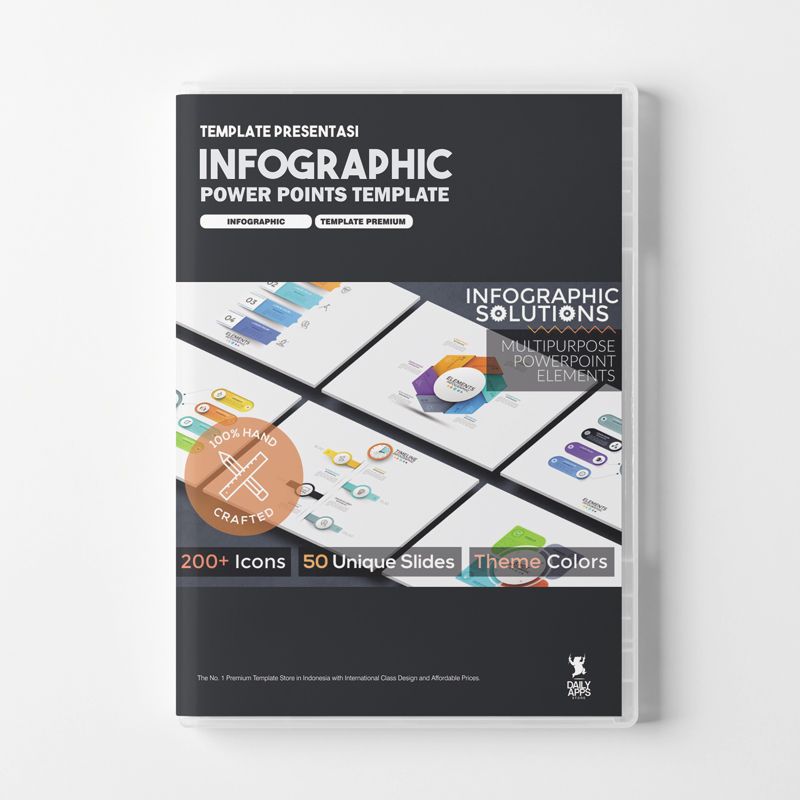 TEMPLATE PRESENTASI
INFOGRAPHIC
POWER POINTS TEMPLATE
INFOGRAPHIC
TEMPLATE PREMIUM
INFOGRAPHIC
SOLUTIONS
MULTIPURPOSE
POWERPOINT
ELEMENTS
02
03
04
ELEMENTS
ELEMENTS
TIMELINE
ELEMENTS
100% HAND
CRAFTED
200+ Icons
50 Unique Slides
Theme Colors
The No. 1 Premium Template Store in Indonesia with International Class Design and Affordable Prices.
DAILY
APPS
STORE